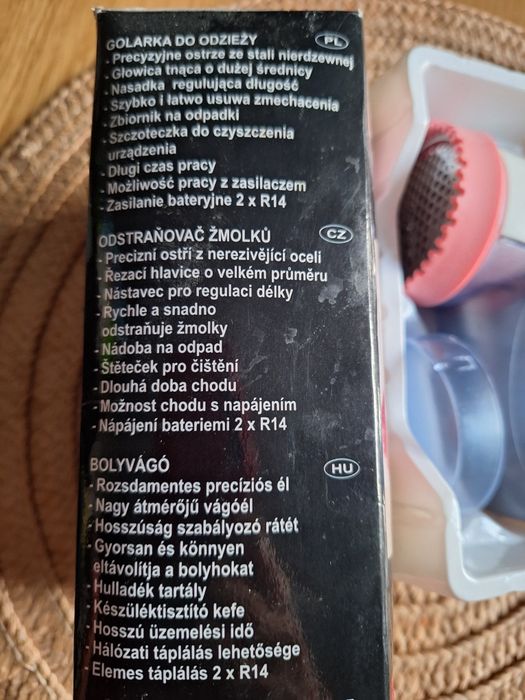 GOLARKA DO ODZIEŻY PL
- Precyzyjne ostrze ze stali nierdzewnej
- Głowica tnąca o dużej średnicy
- Nasadka regulująca długość
- Szybko i łatwo usuwa zmechacenia
- Zbiornik na odpadki
- Szczoteczka do czyszczenia
urządzenia
- Długi czas pracy
- Możliwość pracy z zasilaczem
- Zasilanie bateryjne 2 x R14
ODSTRAŇOVAČ ŽMOLKŮ CZ
- Precizní ostří z nerezivějící oceli
- Řezací hlavice o velkém průměru
- Nástavec pro regulaci délky
- Rychle a snadno
odstraňuje žmolky
- Nádoba na odpad
- Štěteček pro čištění
- Dlouhá doba chodu
- Možnost chodu s napájením
- Nápájení bateriemi 2 x R14
BOLYVÁGÓ HU
- Rozsdamentes precíziós él
- Nagy átmérőjű vágóél
- Hosszúság szabályozó rátét
- Gyorsan és könnyen
eltávolítja a bolyhokat
- Hulladék tartály
- Készüléktisztító kefe
- Hosszú üzemelési idő
- Hálózati táplálás lehetősége
- Elemes táplálás 2 x R14